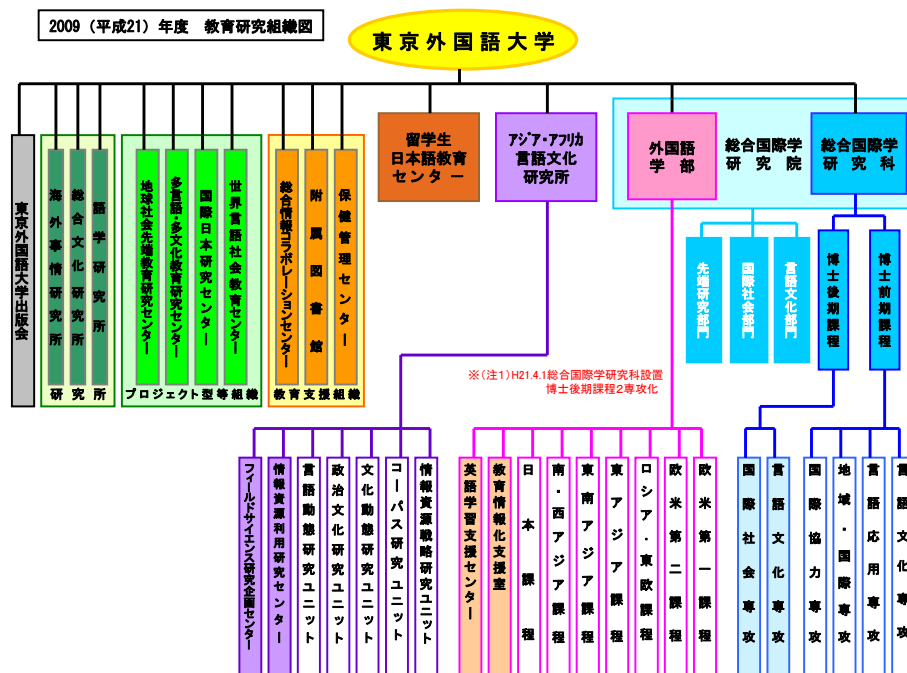 2009（平成21）年度　教育研究組織図
東京外国語大学
東京外国語大学出版会
海外事情研究所
総合文化研究所
語学研究所
研究所
地球社会先端教育研究センター
多言語・多文化教育研究センター
国際日本研究センター
世界言語社会教育センター
プロジェクト型等組織
総合情報コラボレーションセンター
附属図書館
保健管理センター
教育支援組織
留学生
日本語教育
センター
アジア・アフリカ
言語文化
研究所
外国語
学部
総合国際学
研究院
総合国際学
研究科
先端研究部門
国際社会部門
言語文化部門
博士後期課程
博士前期課程
※（注1）H21.4.1総合国際学研究科設置
博士後期課程2専攻化
フィールドサイエンス研究企画センター
情報資源利用研究センター
言語動態研究ユニット
政治文化研究ユニット
文化動態研究ユニット
コーパス研究ユニット
情報資源戦略研究ユニット
英語学習支援センター
教育情報化支援室
日本課程
南・西アジア課程
東南アジア課程
東アジア課程
ロシア・東欧課程
欧米第二課程
欧米第一課程
国際社会専攻
言語文化専攻
国際協力専攻
地域・国際専攻
言語応用専攻
言語文化専攻